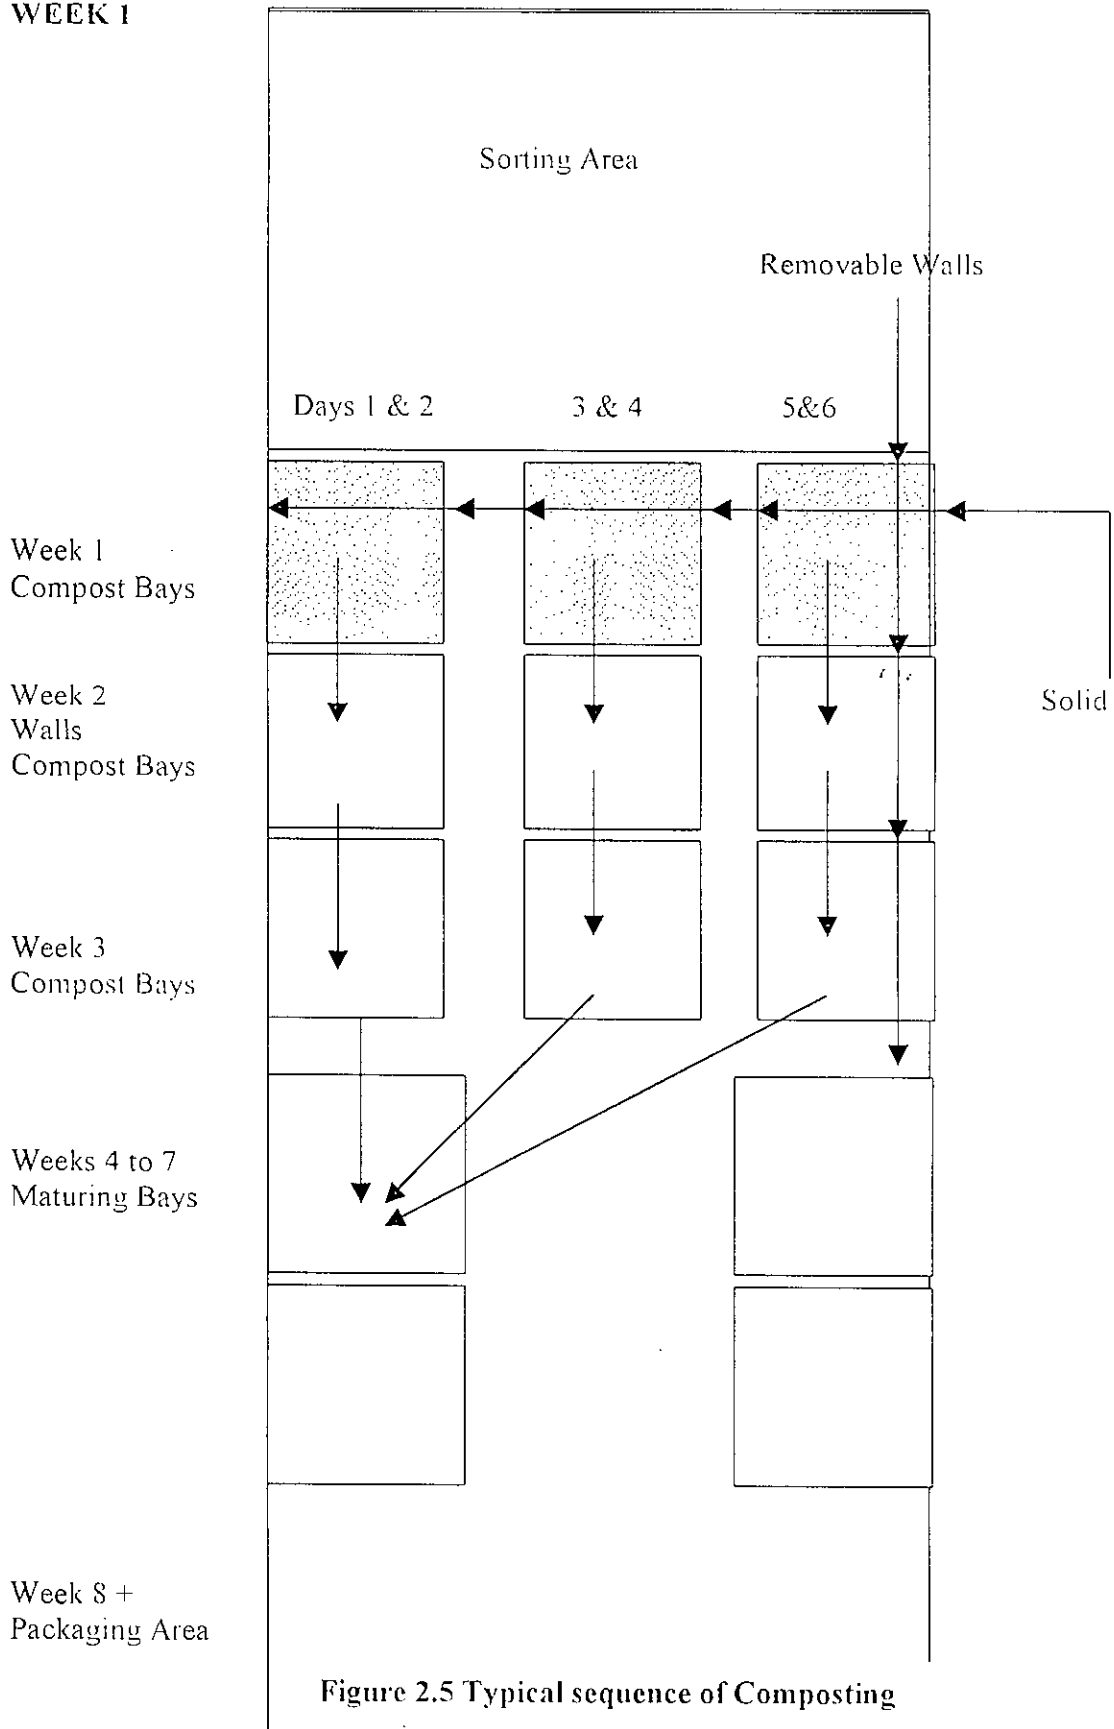 WEEK 1
Sorting Area
Removable Walls
Days 1 & 2
3 & 4
5&6
Week 1
Compost Bays
Week 2
Walls
Compost Bays
Solid
Week 3
Compost Bays
Weeks 4 to 7
Maturing Bays
Week 8 +
Packaging Area
Figure 2.5 Typical sequence of Composting